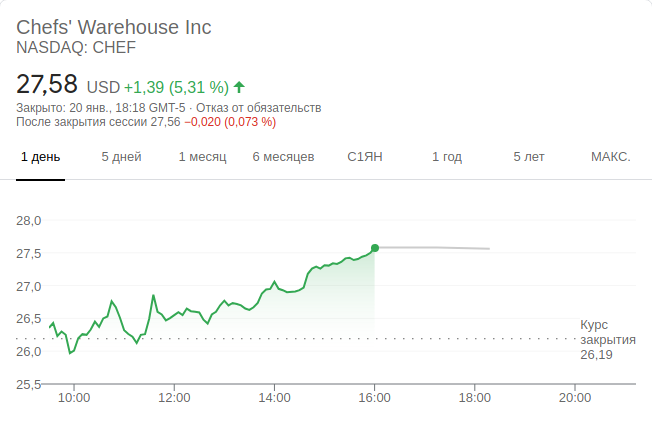 Chefs' Warehouse Inc
NASDAQ: CHEF
27,58 USD +1,39 (5,31 %)
Закрыто: 20 янв., 18:18 GMT-5 · Отказ от обязательств
После закрытия сессии 27,56 −0,020 (0,073 %)
1 день 5 дней 1 месяц 6 месяцев С1ЯН 1 год 5 лет МАКС.
28,0
27,5
27,0
26,5
26,0
25,5
Курс
закрытия
26,19
10:00 12:00 14:00 16:00 18:00 20:00